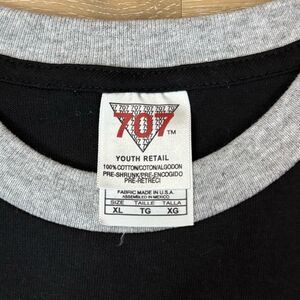 707 TM
YOUTH RETAIL
100% COTTON/COTON/ALGODON
PRE-SHRUNK/PRE-ENCOGIDO
PRE-RETRECI
FABRIC MADE IN U.S.A.
ASSEMBLED IN MEXICO
SIZE TAILLE TALLA
XL TG XG